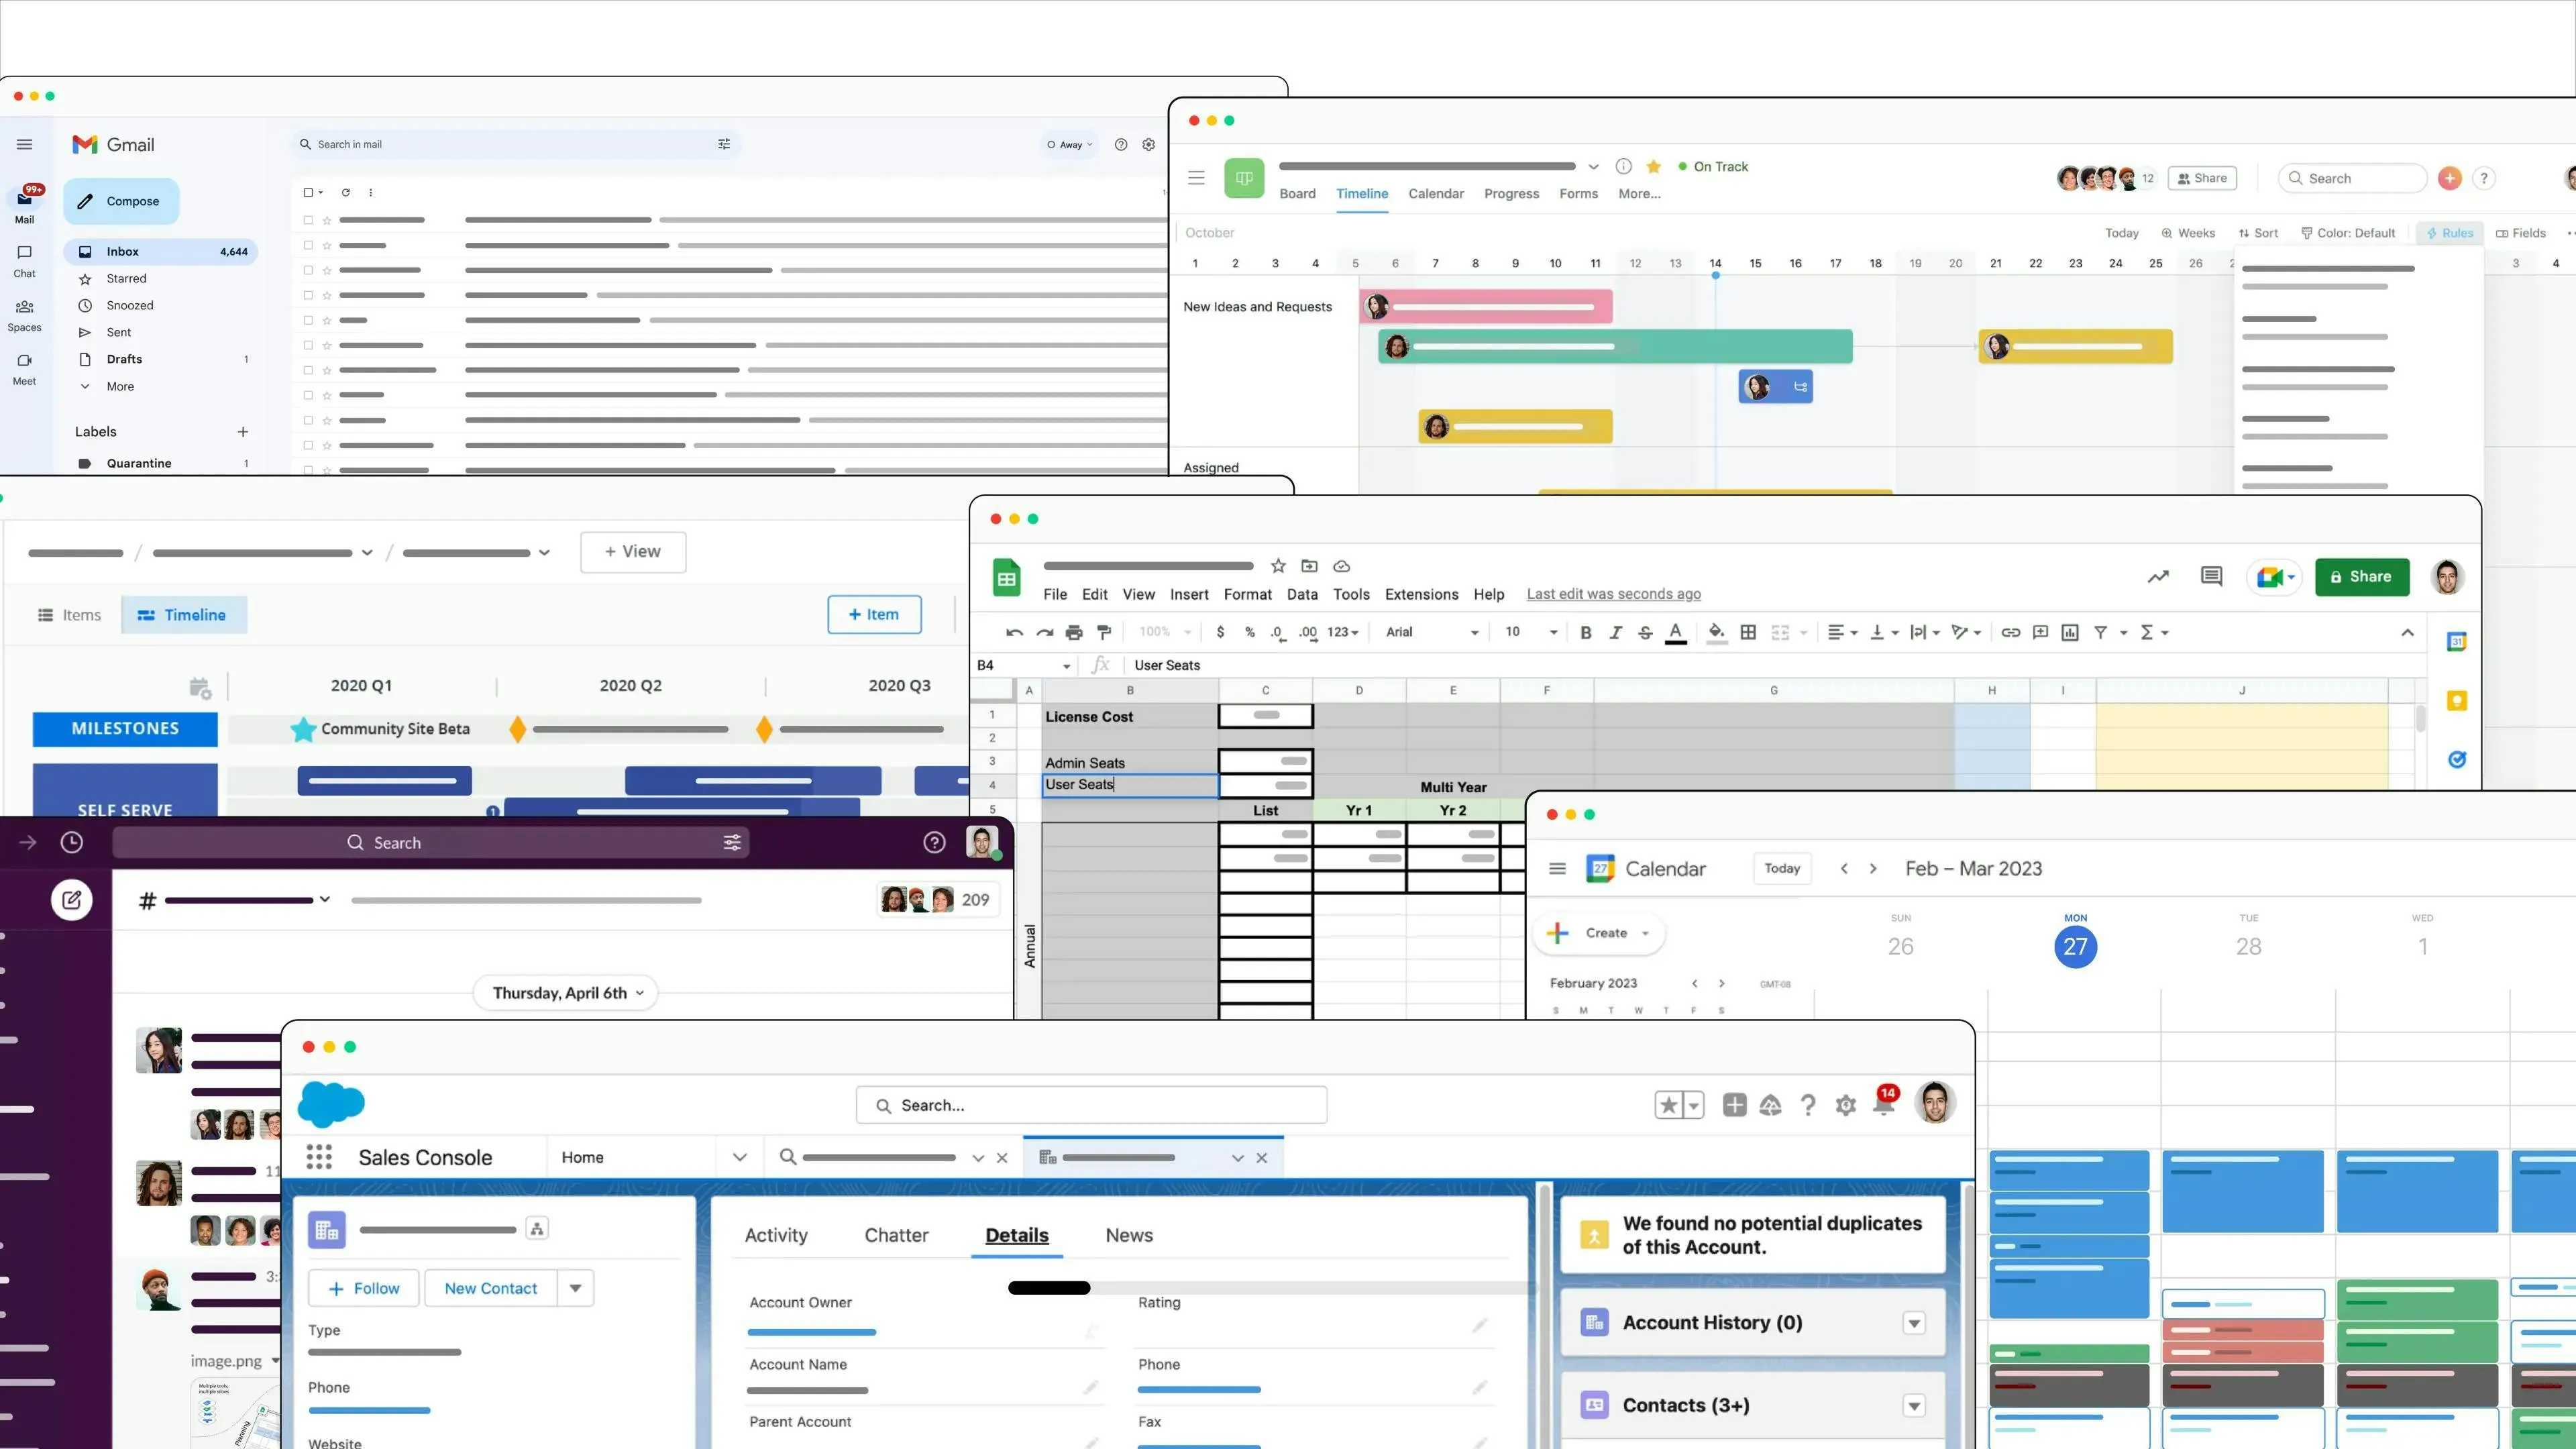 Gmail
Search in mail
Away
99+
Mail
Compose
Inbox 4,644
Chat
Starred
Snoozed
Spaces
Sent
Drafts 1
Meet
More
Labels
Quarantine 1
On Track
Board Timeline Calendar Progress Forms More...
12 Share Search
October
Today Weeks Sort Color: Default Rules Fields
1 2 3 4 5 6 7 8 9 10 11 12 13 14 15 16 17 18 19 20 21 22 23 24 25 26 3 4
New Ideas and Requests
Assigned
+ View
Items Timeline
+ Item
2020 Q1 2020 Q2 2020 Q3
MILESTONES
Community Site Beta
SELF SERVE
1
File Edit View Insert Format Data Tools Extensions Help Last edit was seconds ago
Share
100% $ % .0 .00 123 Arial 10 B I S A
31
B4 fx User Seats
A B C D E F G H I J
1 License Cost
2
3 Admin Seats
4 User Seats Multi Year
5 List Yr 1 Yr 2
Annual
Search
# 209
Thursday, April 6th
11
3:
image.png
Multiple tools,
multiple silos
Planning
27 Calendar Today Feb – Mar 2023
Create
SUN MON TUE WED
26 27 28 1
February 2023
GMT-08
S M T W T F S
Search...
14
Sales Console Home
+ Follow New Contact
Type
Phone
Website
Activity Chatter Details News
Account Owner Rating
Account Name Phone
Parent Account Fax
We found no potential duplicates
of this Account.
Account History (0)
Contacts (3+)